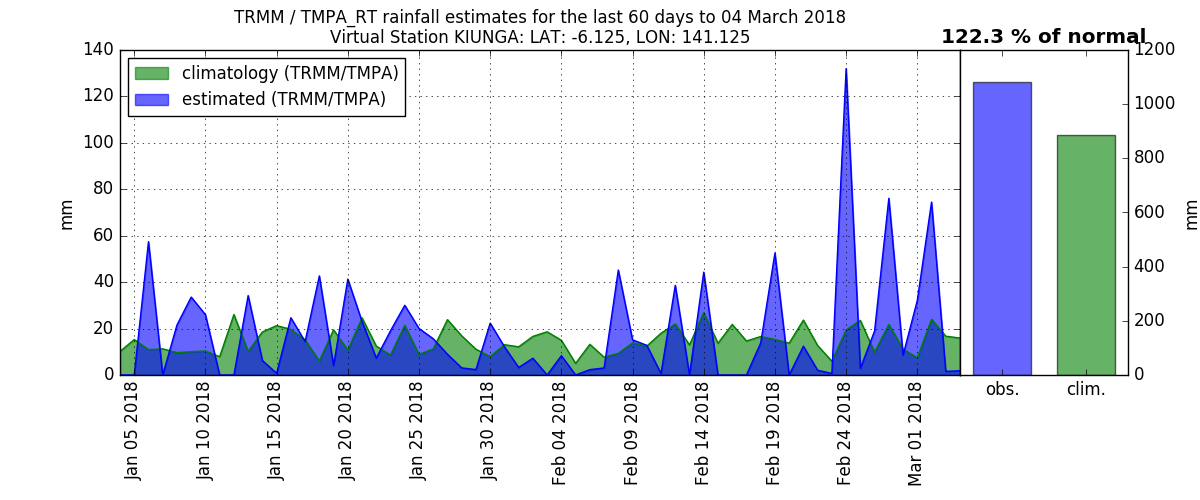 TRMM / TMPA_RT rainfall estimates for the last 60 days to 04 March 2018
Virtual Station KIUNGA: LAT: -6.125, LON: 141.125
122.3 % of normal
climatology (TRMM/TMPA)
estimated (TRMM/TMPA)
140
120
100
80
60
40
20
0
mm
Jan 05 2018
Jan 10 2018
Jan 15 2018
Jan 20 2018
Jan 25 2018
Jan 30 2018
Feb 04 2018
Feb 09 2018
Feb 14 2018
Feb 19 2018
Feb 24 2018
Mar 01 2018
1200
1000
800
600
400
200
0
mm
obs.
clim.